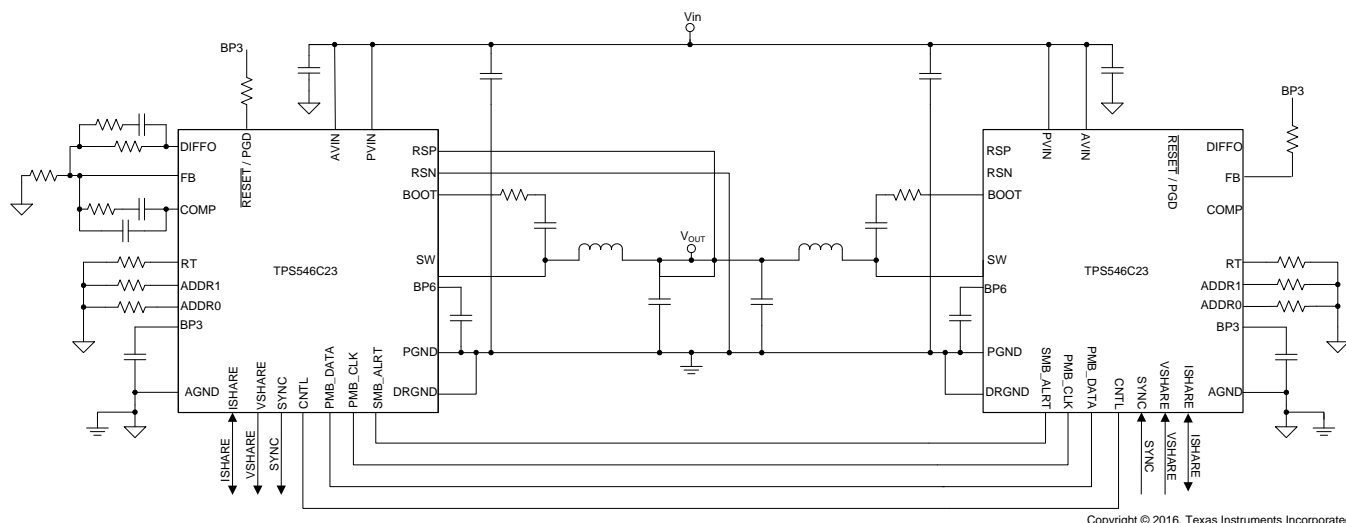 Vin
BP3
RESET / PGD
AVIN
PVIN
DIFFO
FB
COMP
RT
ADDR1
ADDR0
BP3
AGND
TPS546C23
RSP
RSN
BOOT
SW
BP6
PGND
DRGND
ISHARE
VSHARE
SYNC
CNTL
PMB_DATA
PMB_CLK
SMB_ALRT
ISHARE
VSHARE
SYNC
VOUT
BP3
PVIN
AVIN
RESET / PGD
RSP
RSN
BOOT
SW
BP6
PGND
DRGND
TPS546C23
DIFFO
FB
COMP
RT
ADDR1
ADDR0
BP3
AGND
SMB_ALRT
PMB_CLK
PMB_DATA
CNTL
SYNC
VSHARE
ISHARE
SYNC
VSHARE
ISHARE
Copyright © 2016, Texas Instruments Incorporated